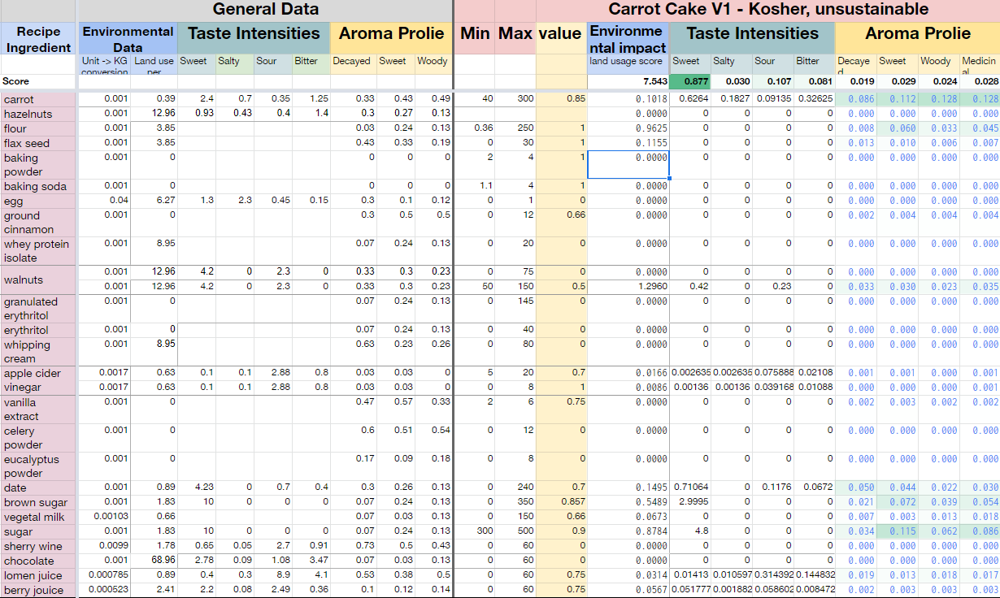 General Data Carrot Cake V1 - Kosher, unsustainable
Recipe Ingredient Environmental Data Taste Intensities Aroma Prolie Min Max value Environme ntal impact Taste Intensities Aroma Prolie
Unit -> KG conversion Land use per Sweet Salty Sour Bitter Decayed Sweet Woody land usage score Sweet Salty Sour Bitter Decaye d Sweet Woody Medicin al
Score 7.543 0.877 0.030 0.107 0.081 0.019 0.029 0.024 0.028
carrot 0.001 0.39 2.4 0.7 0.35 1.25 0.33 0.43 0.49 40 300 0.85 0.1018 0.6264 0.1827 0.09135 0.32625 0.086 0.112 0.128 0.128
hazelnuts 0.001 12.96 0.93 0.43 0.4 1.4 0.3 0.27 0.13 0.0000 0 0 0 0 0.000 0.000 0.000 0.000
flour 0.001 3.85 0.03 0.24 0.13 0.36 250 1 0.9625 0 0 0 0 0.008 0.060 0.033 0.045
flax seed 0.001 3.85 0.43 0.33 0.19 0 30 1 0.1155 0 0 0 0 0.013 0.010 0.006 0.007
baking powder 0.001 0 0 0 0 2 4 1 0.0000 0 0 0 0 0.000 0.000 0.000 0.000
baking soda 0.001 0 0 0 0 1.1 4 1 0.0000 0 0 0 0 0.000 0.000 0.000 0.000
egg 0.04 6.27 1.3 2.3 0.45 0.15 0.3 0.1 0.12 0 1 0 0.0000 0 0 0 0 0.000 0.000 0.000 0.000
ground cinnamon 0.001 0 0.3 0.5 0.5 0 12 0.66 0.0000 0 0 0 0 0.002 0.004 0.004 0.004
whey protein isolate 0.001 8.95 0.07 0.24 0.13 0 20 0 0.0000 0 0 0 0 0.000 0.000 0.000 0.000
walnuts 0.001 12.96 4.2 0 2.3 0 0.33 0.3 0.23 0 75 0 0.0000 0 0 0 0 0.000 0.000 0.000 0.000
0.001 12.96 4.2 0 2.3 0 0.33 0.3 0.23 50 150 0.5 1.2960 0.42 0 0.23 0 0.033 0.030 0.023 0.035
granulated erythritol 0.001 0 0.07 0.24 0.13 0 145 0 0.0000 0 0 0 0 0.000 0.000 0.000 0.000
erythritol 0.001 0 0.07 0.24 0.13 0 40 0 0.0000 0 0 0 0 0.000 0.000 0.000 0.000
whipping cream 0.001 8.95 0.63 0.23 0.26 0 80 0 0.0000 0 0 0 0 0.000 0.000 0.000 0.000
apple cider 0.0017 0.63 0.1 0.1 2.88 0.8 0.03 0.03 0 5 20 0.7 0.0166 0.002635 0.002635 0.075888 0.02108 0.001 0.001 0.000 0.001
vinegar 0.0017 0.63 0.1 0.1 2.88 0.8 0.03 0.03 0 0 8 1 0.0086 0.00136 0.00136 0.039168 0.01088 0.000 0.000 0.000 0.001
vanilla extract 0.001 0 0.47 0.57 0.33 2 6 0.75 0.0000 0 0 0 0 0.002 0.003 0.002 0.002
celery powder 0.001 0 0.6 0.51 0.54 0 12 0 0.0000 0 0 0 0 0.000 0.000 0.000 0.000
eucalyptus powder 0.001 0 0.17 0.09 0.18 0 8 0 0.0000 0 0 0 0 0.000 0.000 0.000 0.000
date 0.001 0.89 4.23 0 0.7 0.4 0.3 0.26 0.13 0 240 0.7 0.1495 0.71064 0 0.1176 0.0672 0.050 0.044 0.022 0.030
brown sugar 0.001 1.83 10 0 0 0 0.07 0.24 0.13 0 350 0.857 0.5489 2.9995 0 0 0 0.021 0.072 0.039 0.054
vegetal milk 0.00103 0.66 0.07 0.03 0.13 0 150 0.66 0.0673 0 0 0 0 0.007 0.003 0.013 0.018
sugar 0.001 1.83 10 0 0 0 0.07 0.24 0.13 300 500 0.9 0.8784 4.8 0 0 0 0.034 0.115 0.062 0.086
sherry wine 0.0099 1.78 0.65 0.05 2.7 0.91 0.73 0.5 0.43 0 60 0 0.0000 0 0 0 0 0.000 0.000 0.000 0.000
chocolate 0.001 68.96 2.78 0.09 1.08 3.47 0.07 0.03 0.13 0 60 0 0.0000 0 0 0 0 0.000 0.000 0.000 0.000
lomen juice 0.000785 0.89 0.4 0.3 8.9 4.1 0.53 0.38 0.5 0 60 0.75 0.0314 0.01413 0.010597 0.314392 0.144832 0.019 0.013 0.018 0.017
berry jouice 0.000523 2.41 2.2 0.08 2.49 0.36 0.1 0.12 0.14 0 60 0.75 0.0567 0.051777 0.001882 0.058602 0.008472 0.002 0.003 0.003 0.003